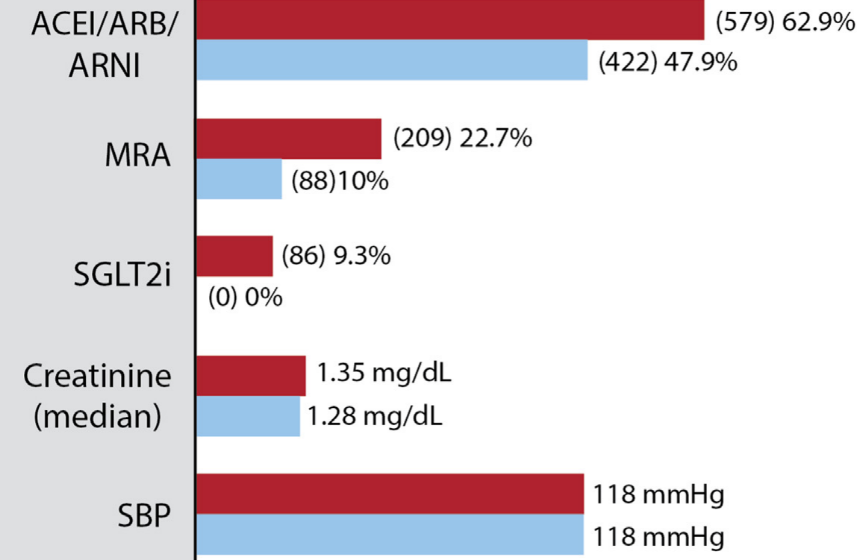 ACEI/ARB/
ARNI
(579) 62.9%
(422) 47.9%
MRA
(209) 22.7%
(88)10%
SGLT2i
(86) 9.3%
(0) 0%
Creatinine
(median)
1.35 mg/dL
1.28 mg/dL
SBP
118 mmHg
118 mmHg